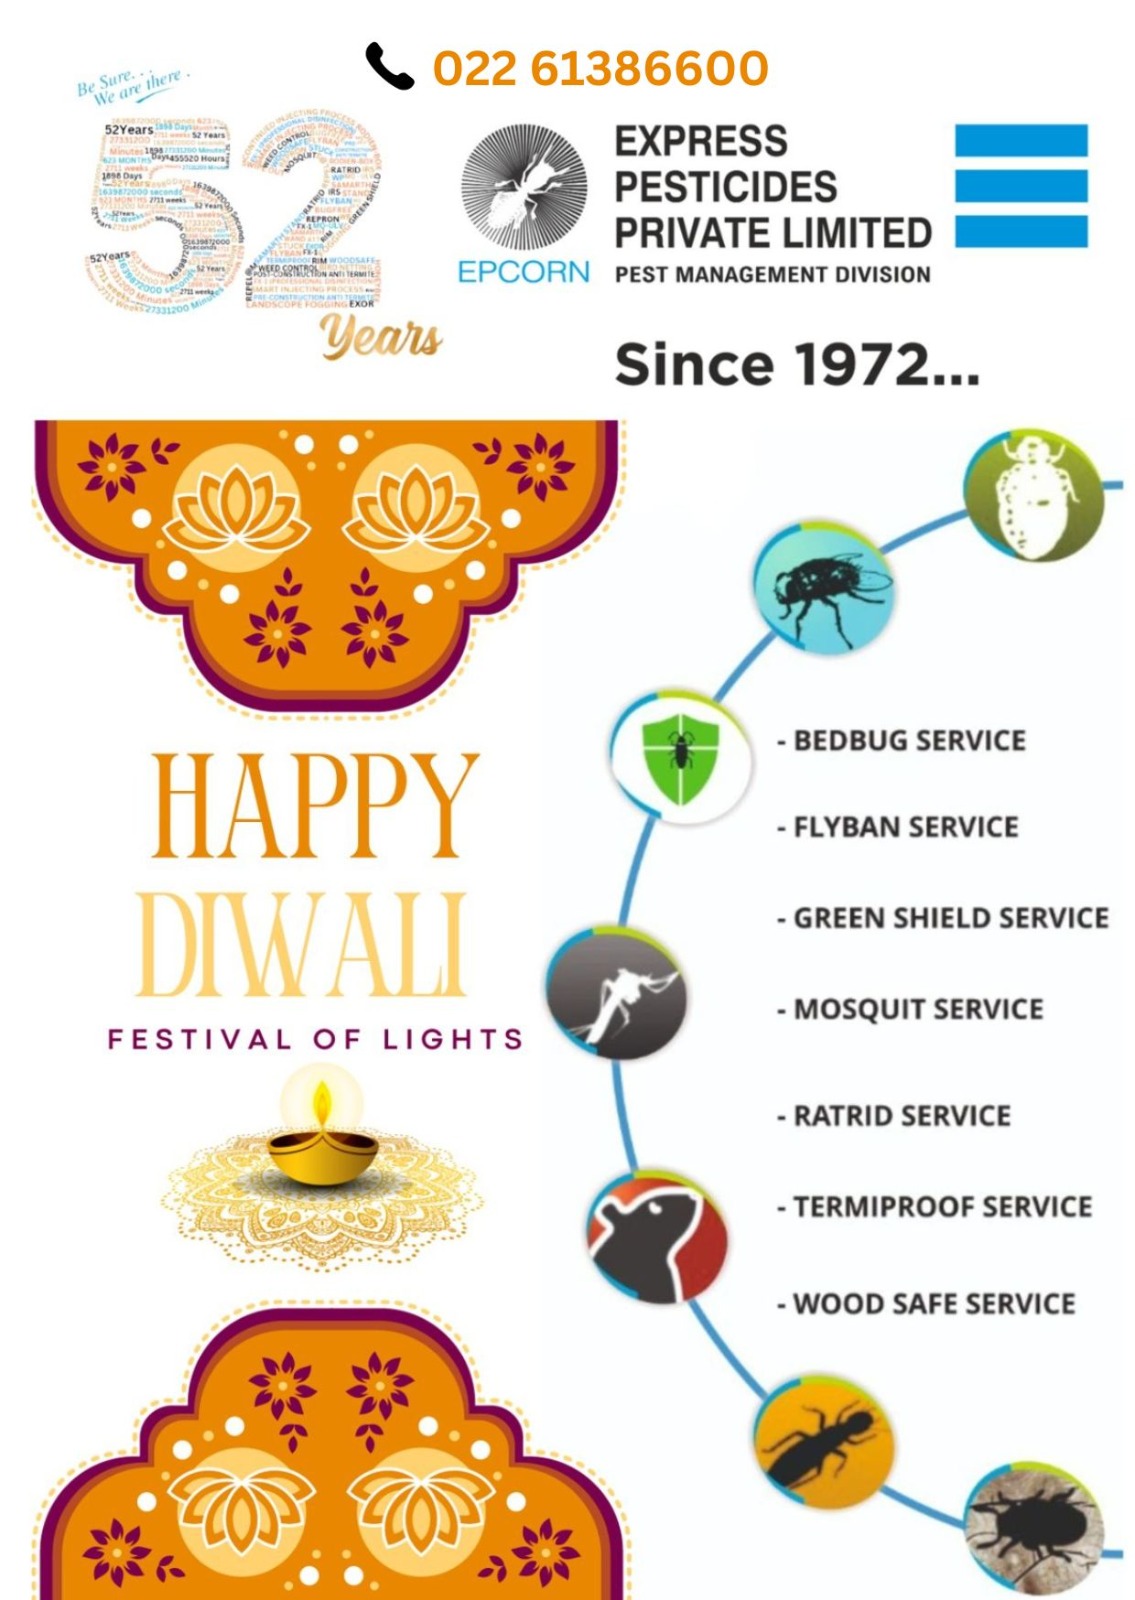 022 61386600
Be Sure. . .
We are there .
52 Years
EPCORN
EXPRESS
PESTICIDES
PRIVATE LIMITED
PEST MANAGEMENT DIVISION
Since 1972...
HAPPY
DIWALI
FESTIVAL OF LIGHTS
- BEDBUG SERVICE
- FLYBAN SERVICE
- GREEN SHIELD SERVICE
- MOSQUIT SERVICE
- RATRID SERVICE
- TERMIPROOF SERVICE
- WOOD SAFE SERVICE